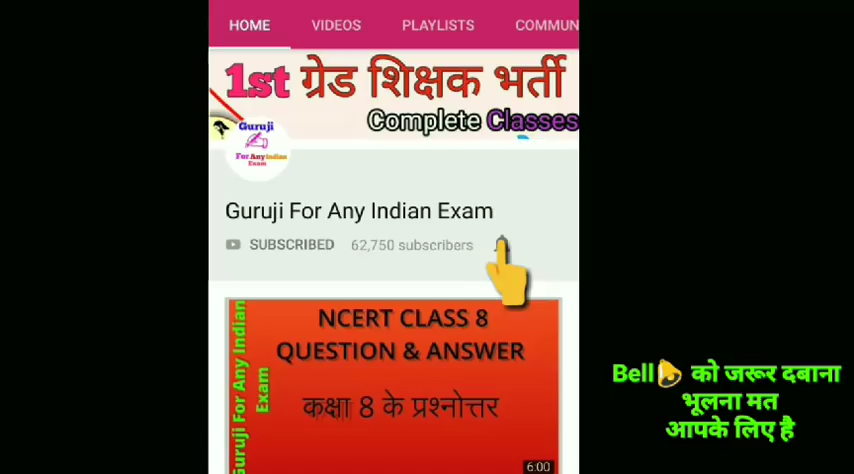 HOME VIDEOS PLAYLISTS COMMUN
1st ग्रेड शिक्षक भर्ती
Complete Classes
Guruji
For Any Indian
Exam
Guruji For Any Indian Exam
SUBSCRIBED 62,750 subscribers
NCERT CLASS 8
QUESTION & ANSWER
कक्षा 8 के प्रश्नोत्तर
Guruji For Any Indian
Exam
6:00
Bell🔔 को जरूर दबाना
भूलना मत
आपके लिए है